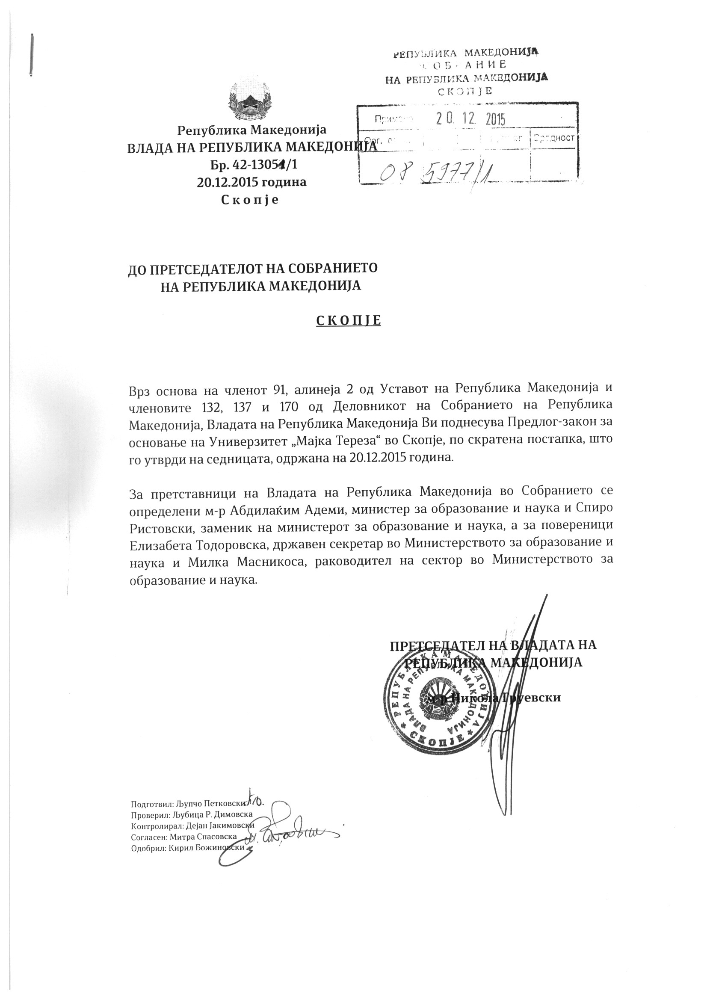 РЕПУБЛИКА МАКЕДОНИЈА
СОБРАНИЕ
НА РЕПУБЛИКА МАКЕДОНИЈА
СКОПЈЕ
20. 12. 2015
Орг. Вредност
08 5977/1
Република Македонија
ВЛАДА НА РЕПУБЛИКА МАКЕДОНИЈА
Бр. 42-13051/1
20.12.2015 година
С к о п ј е
ДО ПРЕТСЕДАТЕЛОТ НА СОБРАНИЕТО
НА РЕПУБЛИКА МАКЕДОНИЈА
С К О П Ј Е
Врз основа на членот 91, алинеја 2 од Уставот на Република Македонија и
членовите 132, 137 и 170 од Деловникот на Собранието на Република
Македонија, Владата на Република Македонија Ви поднесува Предлог-закон за
основање на Универзитет „Мајка Тереза“ во Скопје, по скратена постапка, што
го утврди на седницата, одржана на 20.12.2015 година.
За претставници на Владата на Република Македонија во Собранието се
определени м-р Абдилаќим Адеми, министер за образование и наука и Спиро
Ристовски, заменик на министерот за образование и наука, а за повереници
Елизабета Тодоровска, државен секретар во Министерството за образование и
наука и Милка Масникоса, раководител на сектор во Министерството за
образование и наука.
ПРЕТСЕДАТЕЛ НА ВЛАДАТА НА
РЕПУБЛИКА МАКЕДОНИЈА
м-р Никола Груевски
РЕПУБЛИКА МАКЕДОНИЈА
ВЛАДА НА РЕПУБЛИКА МАКЕДОНИЈА
* СКОПЈЕ *
Подготвил: Љупчо Петковски
Проверил: Љубица Р. Димовска
Контролирал: Дејан Јакимовски
Согласен: Митра Спасовска
Одобрил: Кирил Божиновски